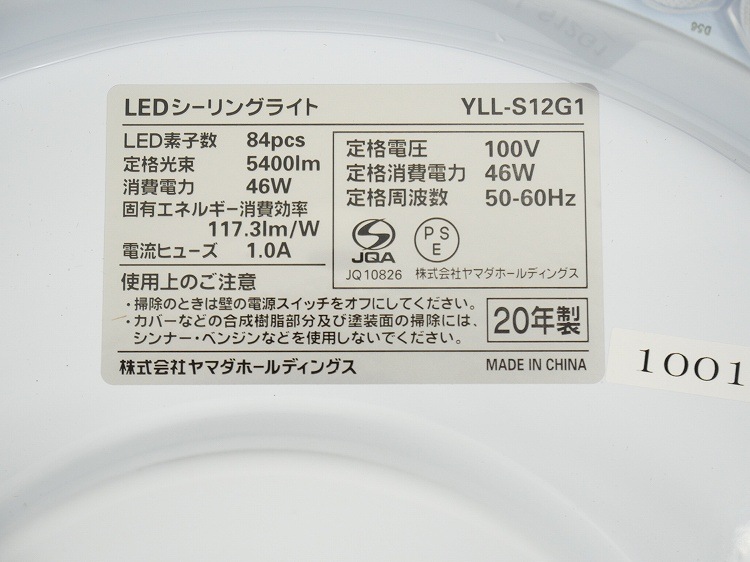 LEDシーリングライト YLL-S12G1
LED素子数 84pcs
定格光束 5400lm
消費電力 46W
固有エネルギー消費効率
117.3lm/W
電流ヒューズ 1.0A
定格電圧 100V
定格消費電力 46W
定格周波数 50-60Hz
JQA
PS
E
JQ10826 株式会社ヤマダホールディングス
使用上のご注意
・掃除のときは壁の電源スイッチをオフにしてください。
・カバーなどの合成樹脂部分及び塗装面の掃除には、
シンナー・ベンジンなどを使用しないでください。
20年製
株式会社ヤマダホールディングス MADE IN CHINA
1001
D56